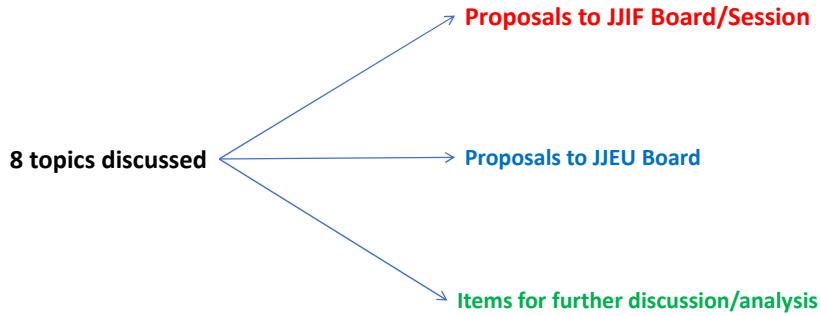 Proposals to JJIF Board/Session
8 topics discussed
Proposals to JJEU Board
Items for further discussion/analysis